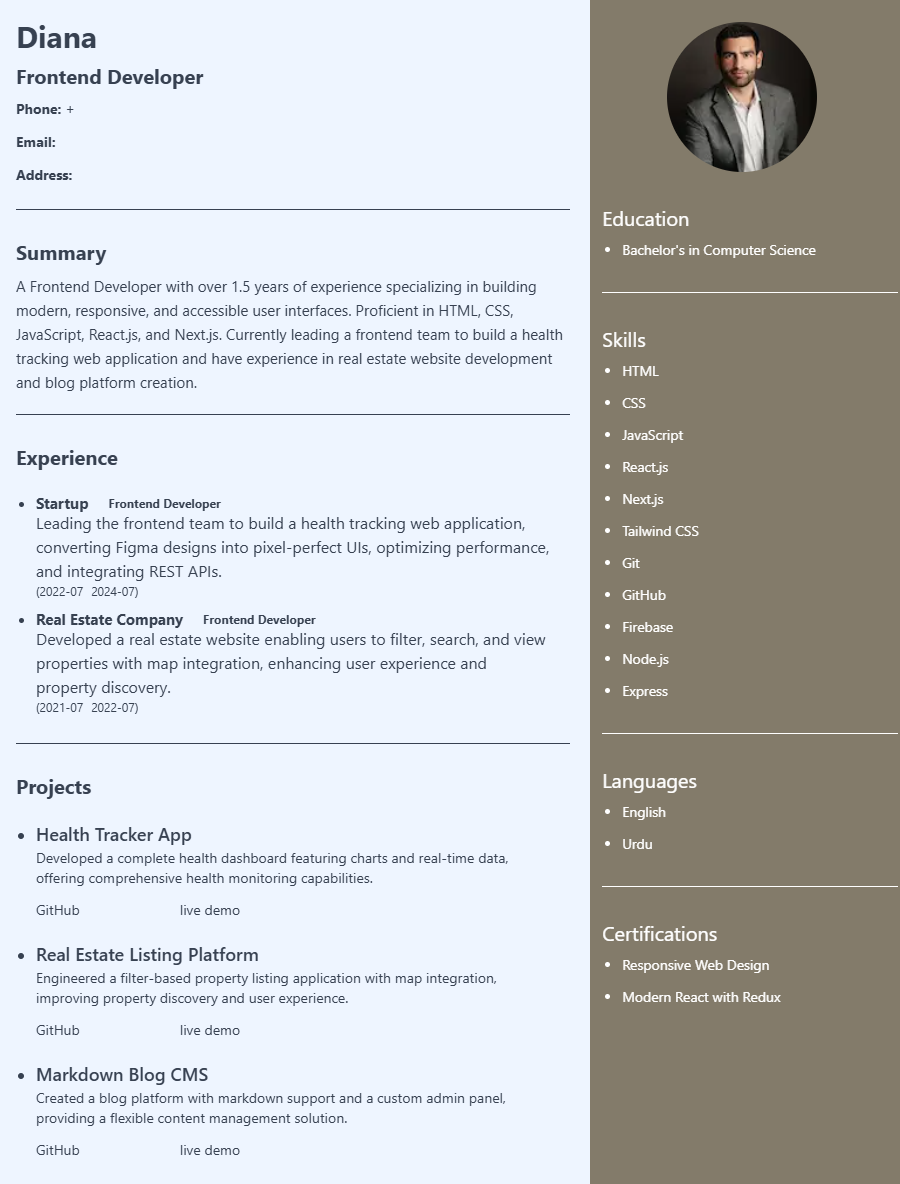 Diana
Frontend Developer
Phone: +
Email:
Address:
Summary
A Frontend Developer with over 1.5 years of experience specializing in building
modern, responsive, and accessible user interfaces. Proficient in HTML, CSS,
JavaScript, React.js, and Next.js. Currently leading a frontend team to build a health
tracking web application and have experience in real estate website development
and blog platform creation.
Experience
• Startup Frontend Developer
Leading the frontend team to build a health tracking web application,
converting Figma designs into pixel-perfect UIs, optimizing performance,
and integrating REST APIs.
(2022-07 2024-07)
• Real Estate Company Frontend Developer
Developed a real estate website enabling users to filter, search, and view
properties with map integration, enhancing user experience and
property discovery.
(2021-07 2022-07)
Projects
• Health Tracker App
Developed a complete health dashboard featuring charts and real-time data,
offering comprehensive health monitoring capabilities.
GitHub live demo
• Real Estate Listing Platform
Engineered a filter-based property listing application with map integration,
improving property discovery and user experience.
GitHub live demo
• Markdown Blog CMS
Created a blog platform with markdown support and a custom admin panel,
providing a flexible content management solution.
GitHub live demo
Education
• Bachelor's in Computer Science
Skills
• HTML
• CSS
• JavaScript
• React.js
• Next.js
• Tailwind CSS
• Git
• GitHub
• Firebase
• Node.js
• Express
Languages
• English
• Urdu
Certifications
• Responsive Web Design
• Modern React with Redux